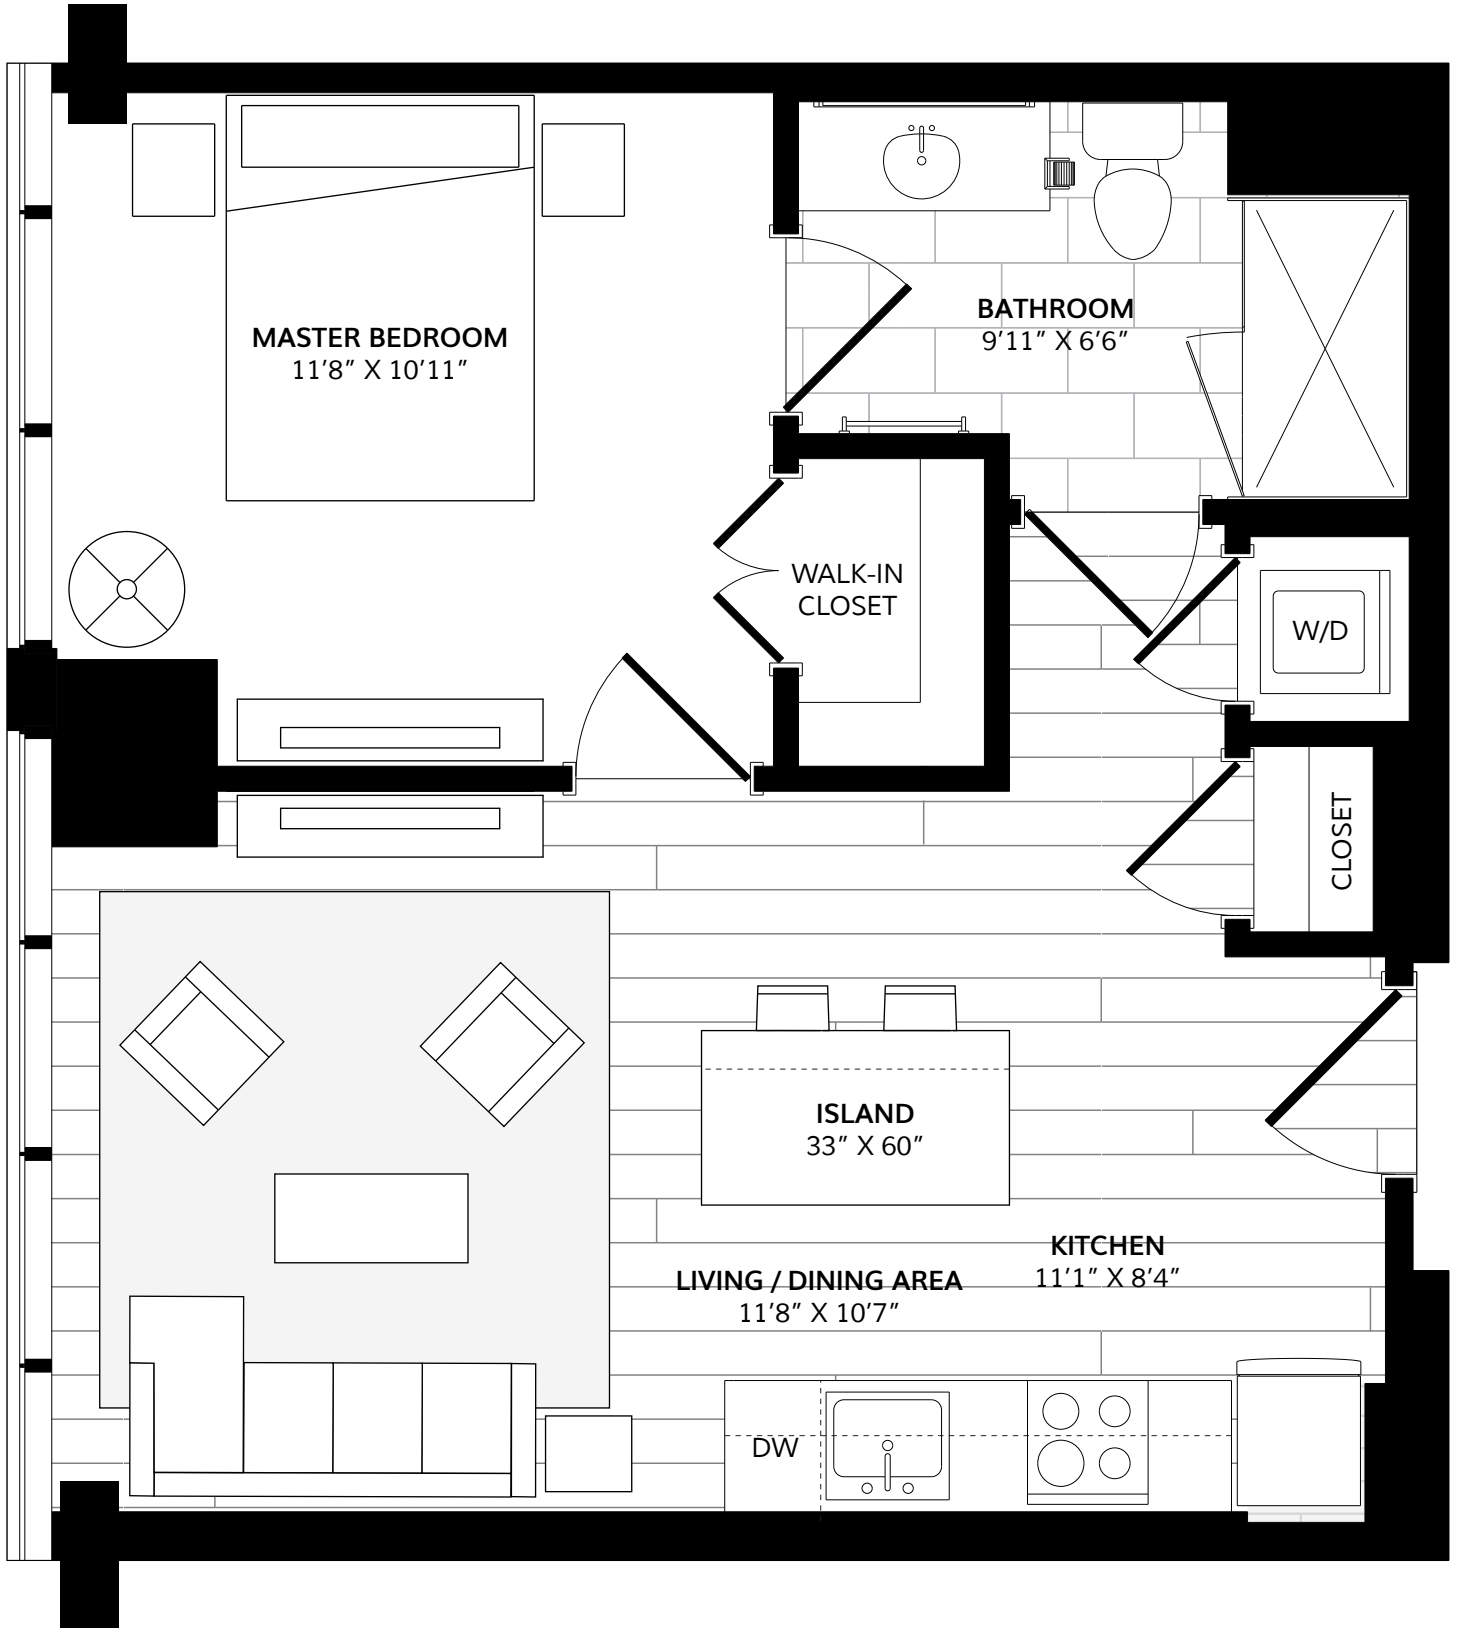 MASTER BEDROOM
11’8” X 10’11”
BATHROOM
9’11” X 6’6”
WALK-IN
CLOSET
W/D
CLOSET
ISLAND
33” X 60”
KITCHEN
11’1” X 8’4”
LIVING / DINING AREA
11’8” X 10’7”
DW